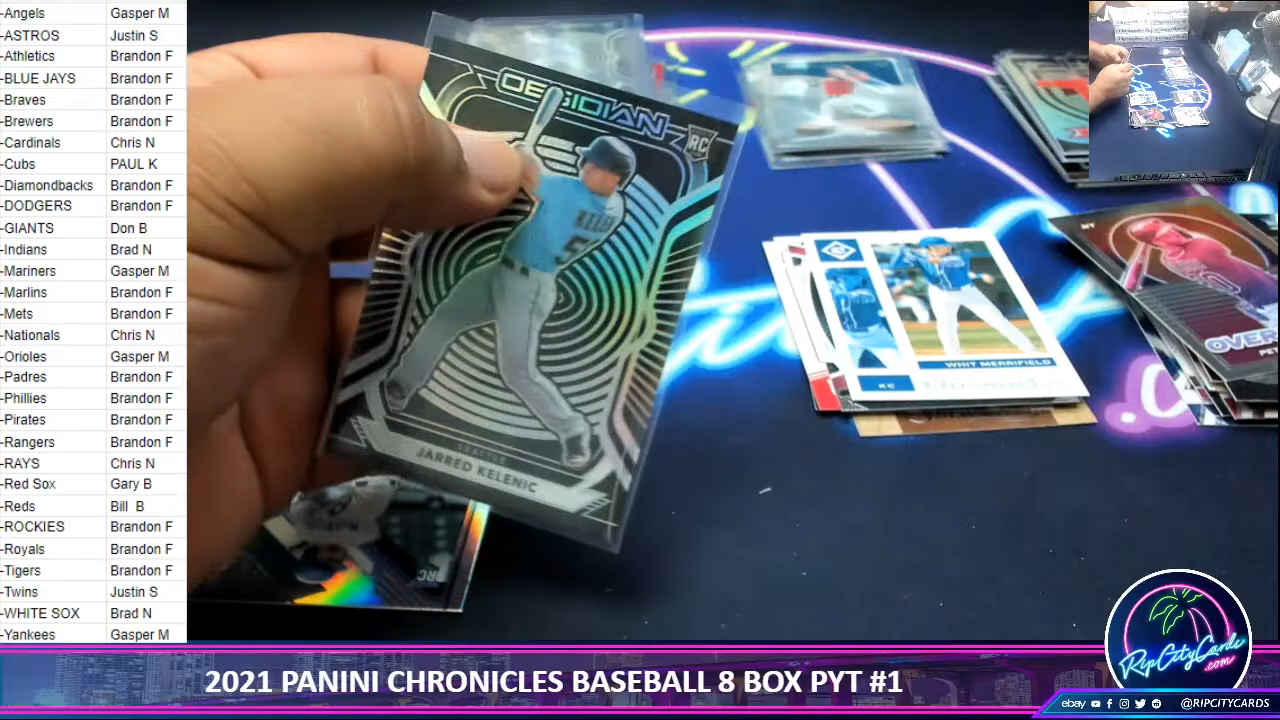 -Angels Gasper M
-ASTROS Justin S
-Athletics Brandon F
-BLUE JAYS Brandon F
-Braves Brandon F
-Brewers Brandon F
-Cardinals Chris N
-Cubs PAUL K
-Diamondbacks Brandon F
-DODGERS Brandon F
-GIANTS Don B
-Indians Brad N
-Mariners Gasper M
-Marlins Brandon F
-Mets Brandon F
-Nationals Chris N
-Orioles Gasper M
-Padres Brandon F
-Phillies Brandon F
-Pirates Brandon F
-Rangers Brandon F
-RAYS Chris N
-Red Sox Gary B
-Reds Bill B
-ROCKIES Brandon F
-Royals Brandon F
-Tigers Brandon F
-Twins Justin S
-WHITE SOX Brad N
-Yankees Gasper M
OBSIDIAN
RC
SEATTLE
JARRED KELENIC
RC
WHIT MERRIFIELD
KC
2021 PANINI CHRONICLES BASEBALL 8 BOX PYT #1
RipCityCards
.com
ebay @RIPCITYCARDS